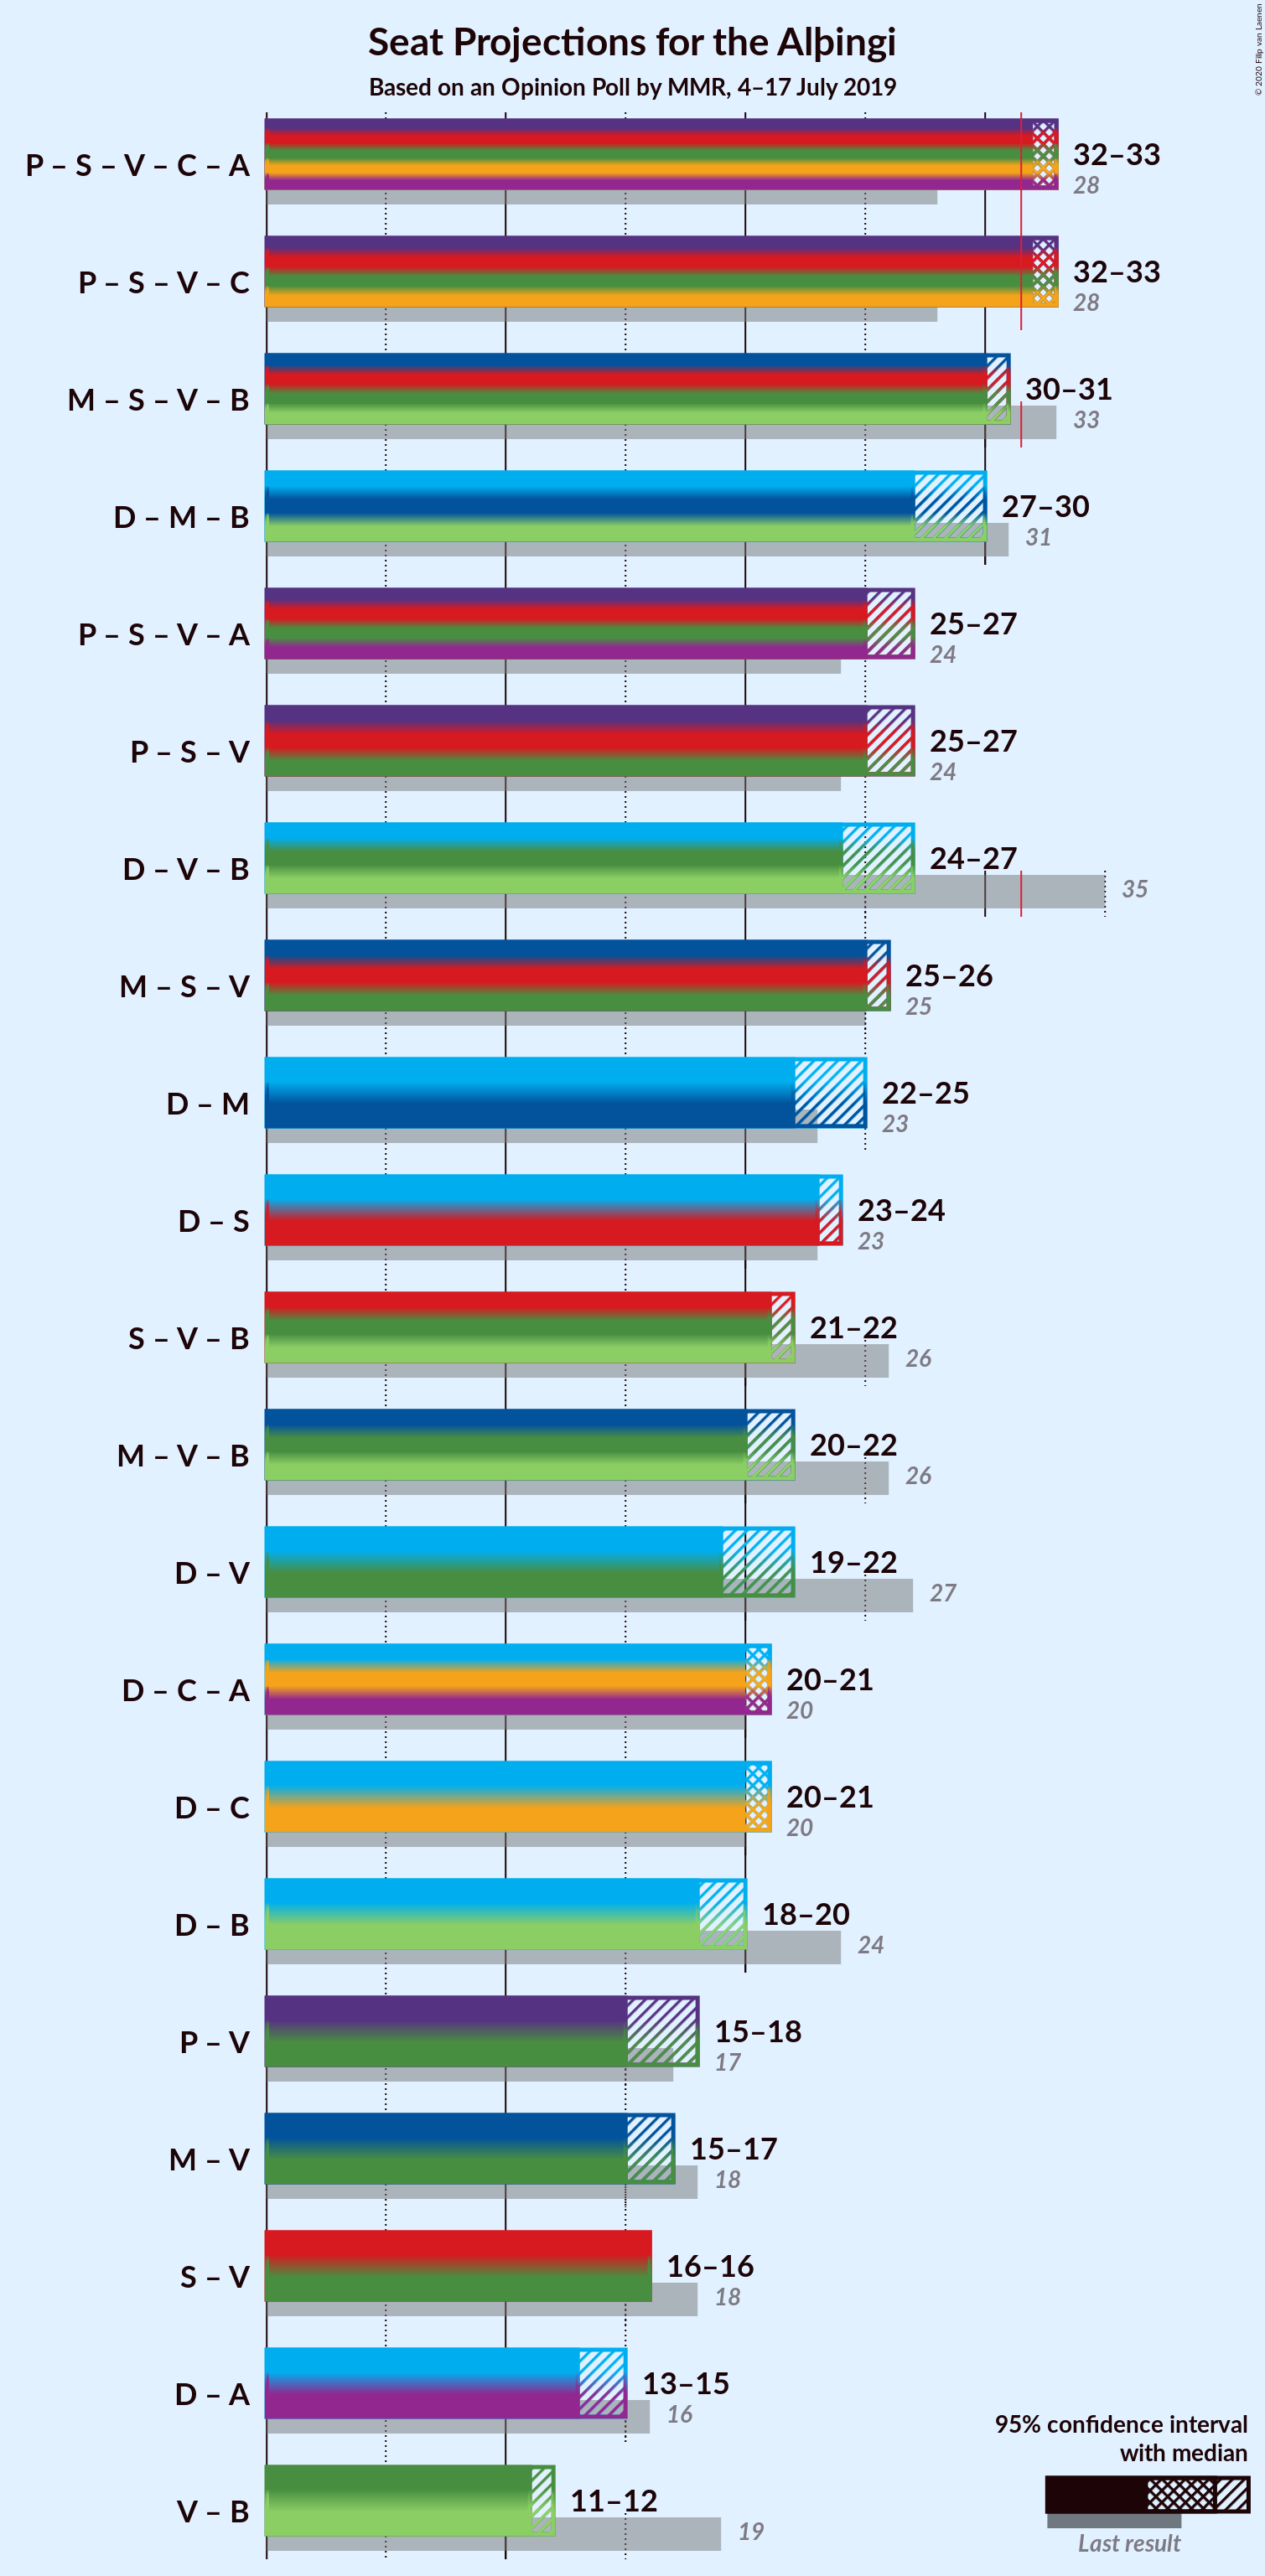 Seat Projections for the Alþingi
Based on an Opinion Poll by MMR, 4–17 July 2019
© 2020 Filip van Laenen
P – S – V – C – A
32–33
28
P – S – V – C
32–33
28
M – S – V – B
30–31
33
D – M – B
27–30
31
P – S – V – A
25–27
24
P – S – V
25–27
24
D – V – B
24–27
35
M – S – V
25–26
25
D – M
22–25
23
D – S
23–24
23
S – V – B
21–22
26
M – V – B
20–22
26
D – V
19–22
27
D – C – A
20–21
20
D – C
20–21
20
D – B
18–20
24
P – V
15–18
17
M – V
15–17
18
S – V
16–16
18
D – A
13–15
16
V – B
11–12
19
95% confidence interval
with median
Last result